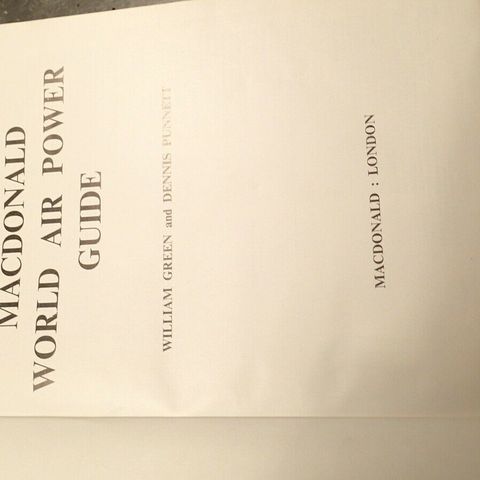 MACDONALD
WORLD AIR POWER
GUIDE
WILLIAM GREEN and DENNIS PUNNETT
MACDONALD : LONDON